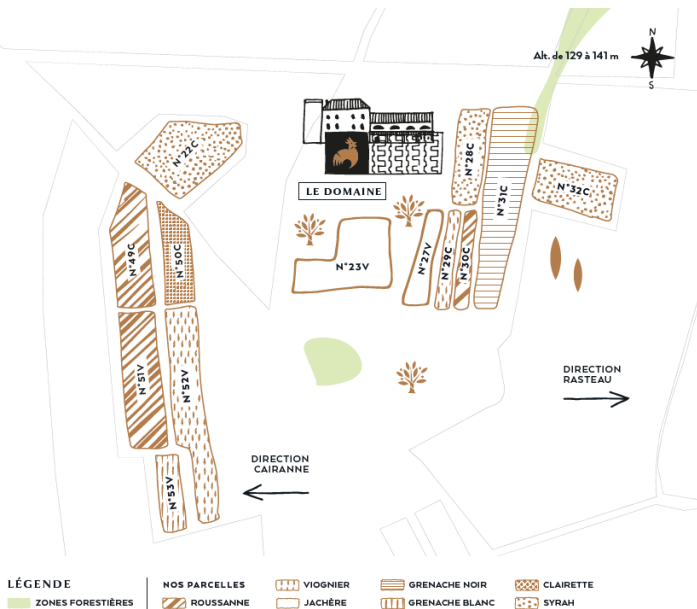 N
Alt. de 129 à 141 m
S
N°22C
N°28C
N°31C
N°32C
LE DOMAINE
N°49C
N°50C
N°23V
N°27V
N°29C
N°30C
N°51V
N°52V
DIRECTION
RASTEAU
DIRECTION
CAIRANNE
N°53V
LÉGENDE
NOS PARCELLES
VIOGNIER
GRENACHE NOIR
CLAIRETTE
ZONES FORESTIÈRES
ROUSSANNE
JACHÈRE
GRENACHE BLANC
SYRAH